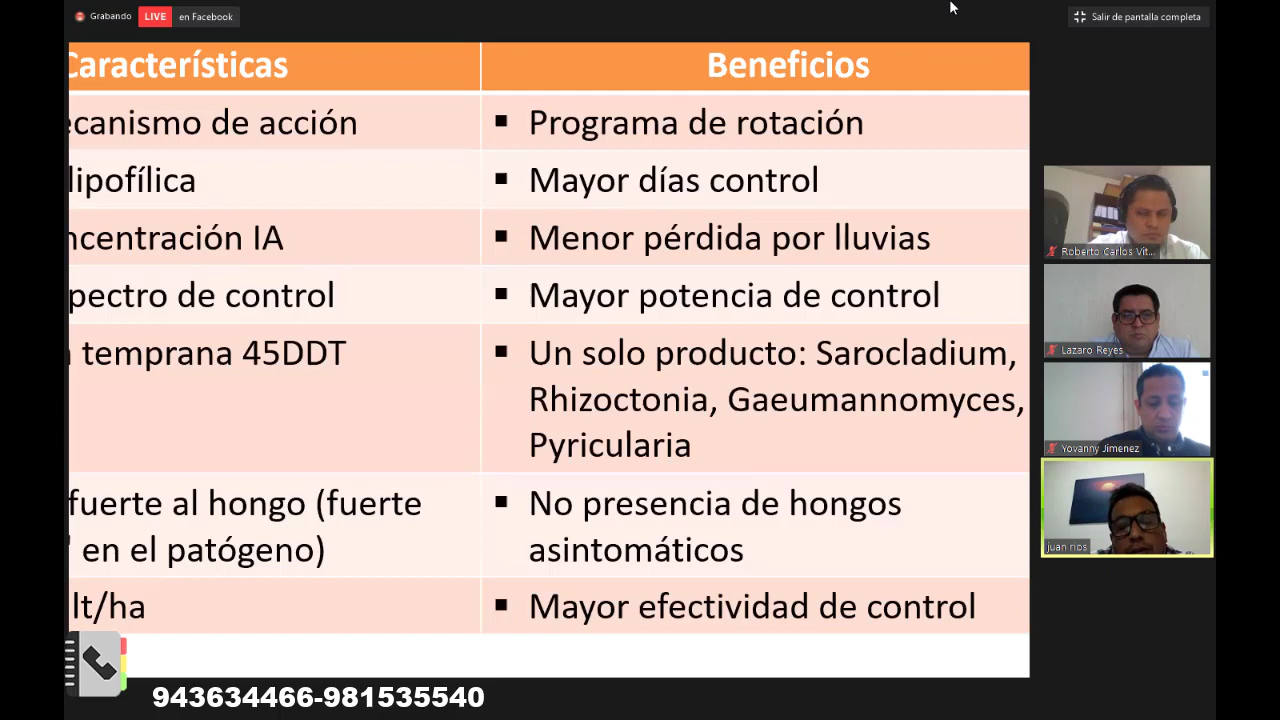 Grabando LIVE en Facebook
Salir de pantalla completa
Características Beneficios
ecanismo de acción ▪ Programa de rotación
lipofílica ▪ Mayor días control
ncentración IA ▪ Menor pérdida por lluvias
pectro de control ▪ Mayor potencia de control
temprana 45DDT ▪ Un solo producto: Sarocladium,
Rhizoctonia, Gaeumannomyces,
Pyricularia
fuerte al hongo (fuerte ▪ No presencia de hongos
en el patógeno) asintomáticos
lt/ha ▪ Mayor efectividad de control
Roberto Carlos Vit...
Lazaro Reyes
Yovanny Jimenez
juan rios
943634466-981535540